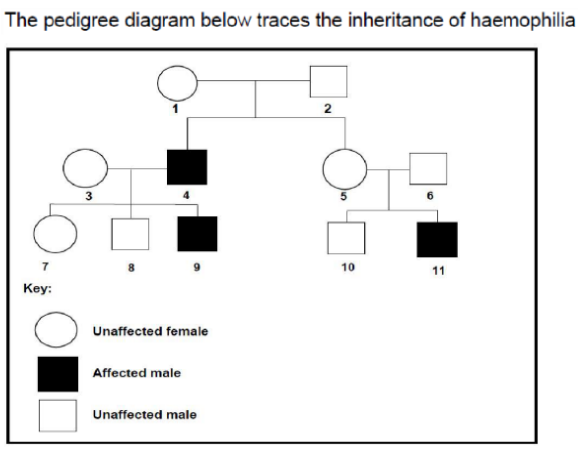 The pedigree diagram below traces the inheritance of haemophilia
1
2
3
4
5
6
7
8
9
10
11
Key:
Unaffected female
Affected male
Unaffected male